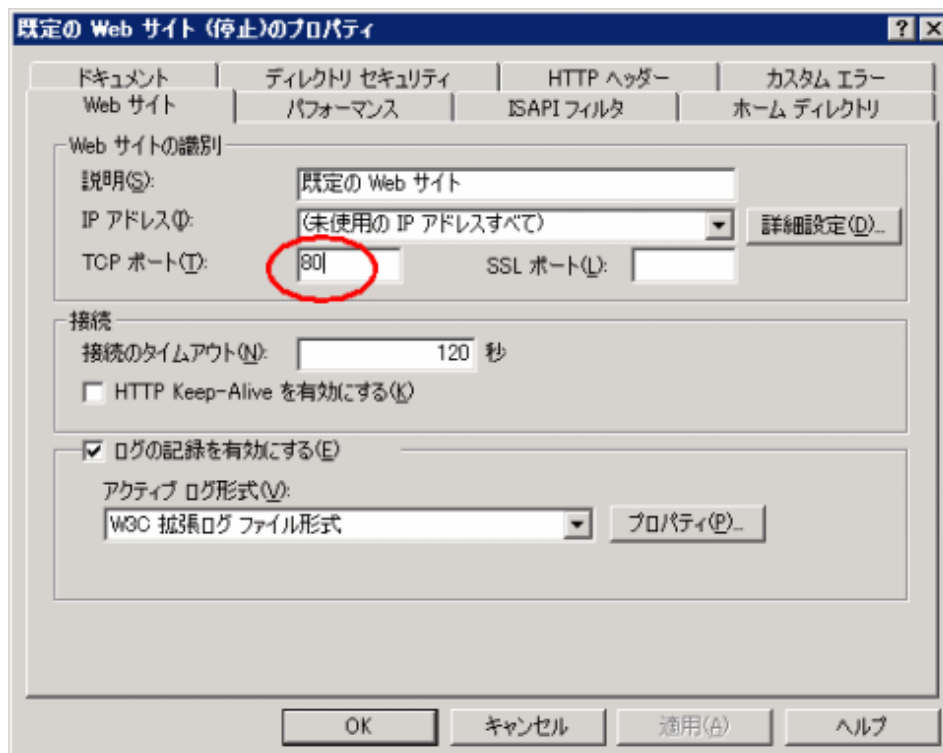 既定の Web サイト (停止)のプロパティ
ドキュメント ディレクトリ セキュリティ HTTP ヘッダー カスタム エラー
Web サイト パフォーマンス ISAPI フィルタ ホーム ディレクトリ
Web サイトの識別
説明(S): 既定の Web サイト
IP アドレス(I): (未使用の IP アドレスすべて) 詳細設定(D)...
TCP ポート(T): 80 SSL ポート(L):
接続
接続のタイムアウト(N): 120 秒
HTTP Keep-Alive を有効にする(K)
ログの記録を有効にする(E)
アクティブ ログ形式(V):
W3C 拡張ログ ファイル形式 プロパティ(P)...
OK キャンセル 適用(A) ヘルプ